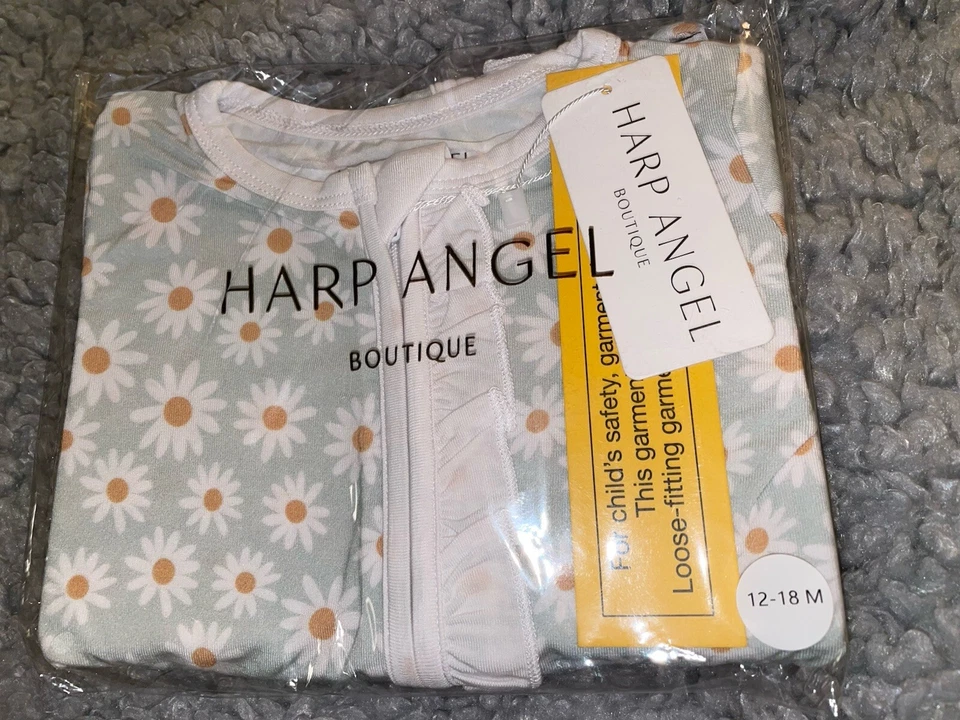 HARP ANGEL
BOUTIQUE
HARP ANGEL
BOUTIQUE
For child's safety, garment
This garmen
Loose-fitting garme
12-18 M